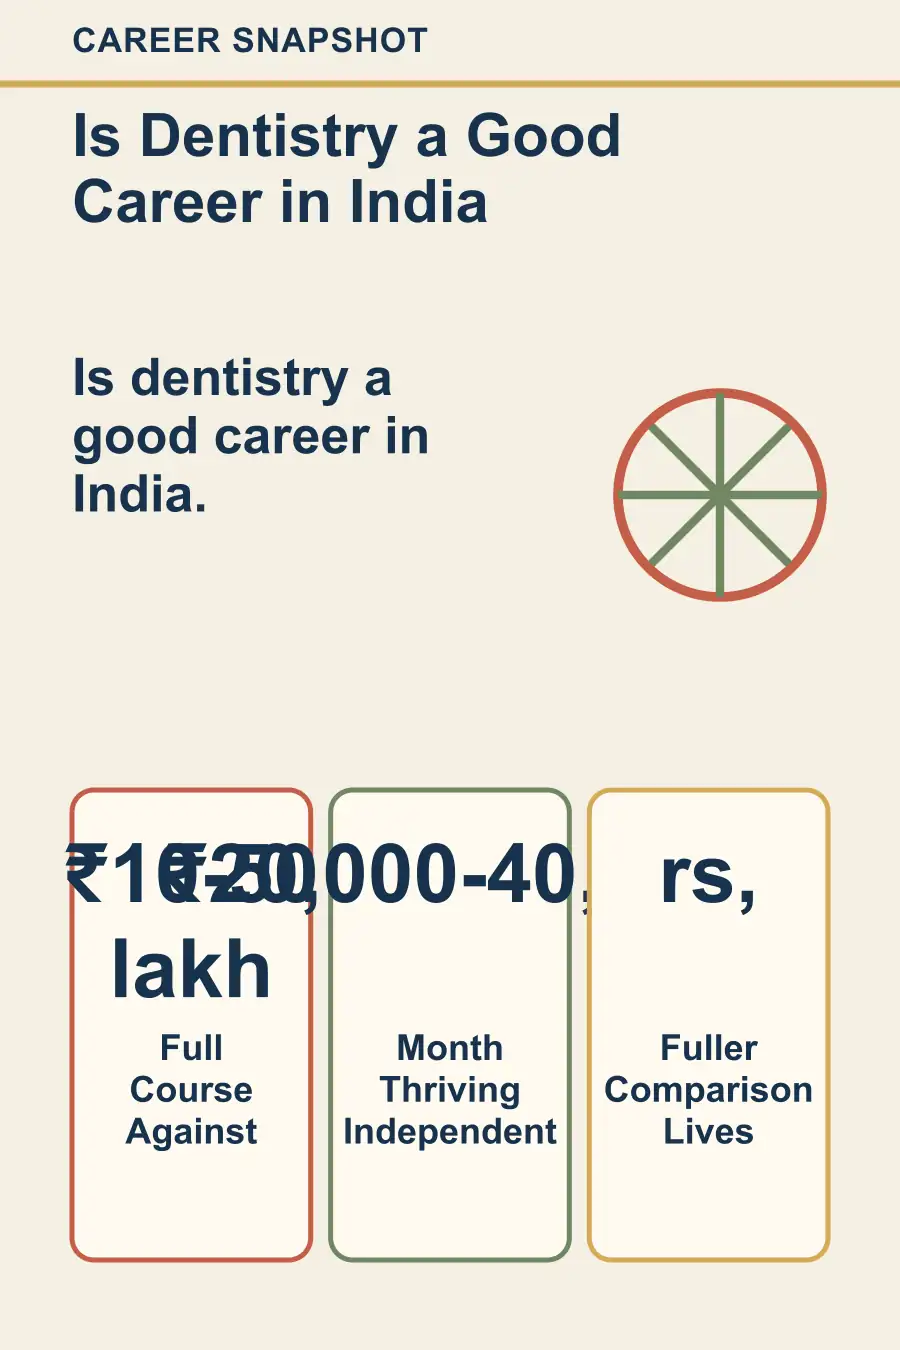 CAREER SNAPSHOT
Is Dentistry a Good
Career in India
Is dentistry a
good career in
India.
lakh
Full
Course
Against
Month
Thriving
Independent
rs,
Fuller
Comparison
Lives